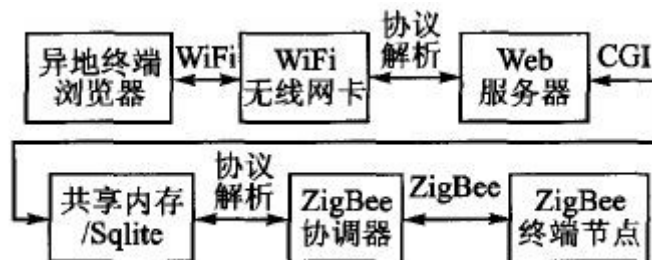 异地终端
浏览器
WiFi
WiFi
无线网卡
协议
解析
Web
服务器
CGI
共享内存
/Sqlite
协议
解析
ZigBee
协调器
ZigBee
ZigBee
终端节点